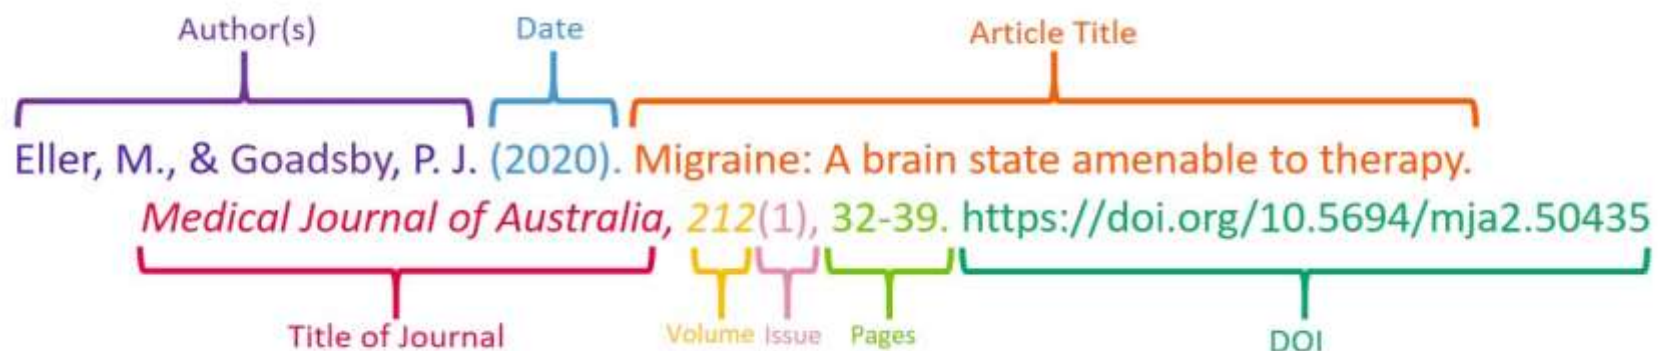 Author(s) Date Article Title
Eller, M., & Goadsby, P. J. (2020). Migraine: A brain state amenable to therapy.
Medical Journal of Australia, 212(1), 32-39. https://doi.org/10.5694/mja2.50435
Title of Journal Volume Issue Pages DOI